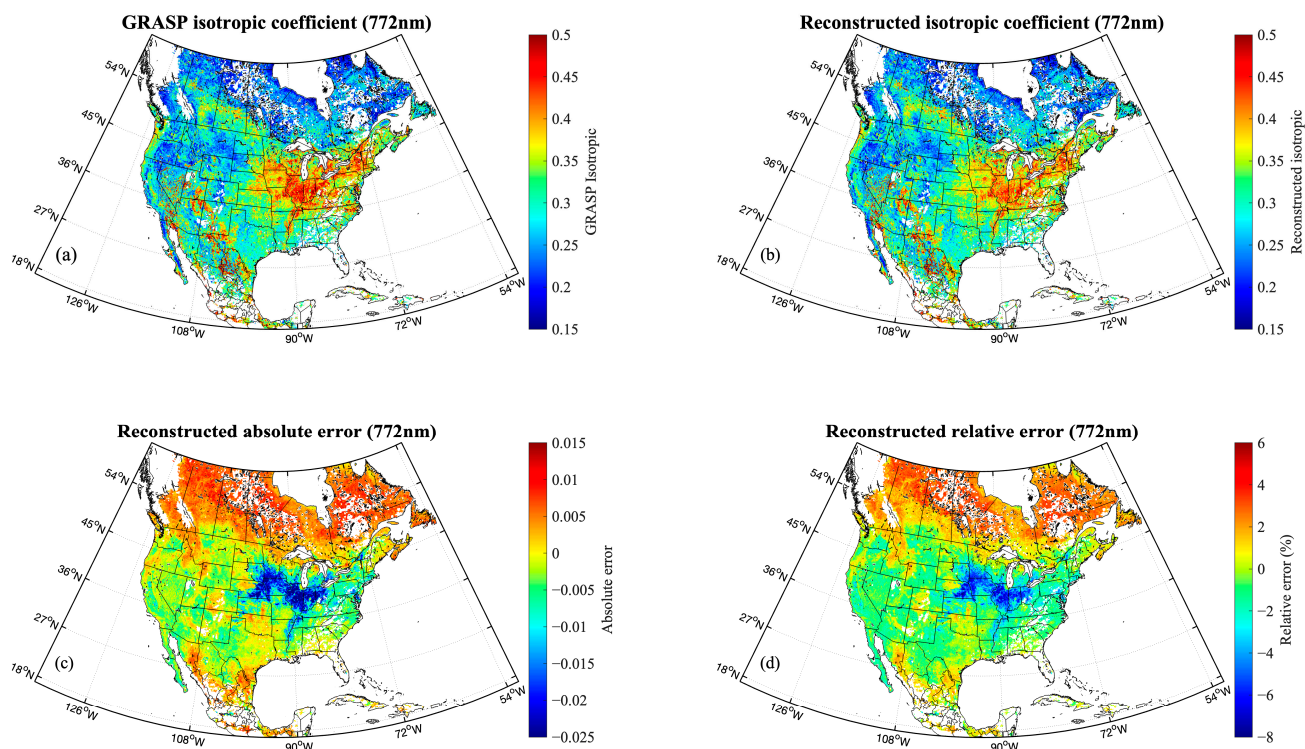 GRASP isotropic coefficient (772nm)
54°N
45°N
36°N
27°N
18°N
126°W
108°W
90°W
72°W
54°W
(a)
0.5
0.45
0.4
0.35
0.3
0.25
0.2
0.15
GRASP Isotropic
Reconstructed isotropic coefficient (772nm)
54°N
45°N
36°N
27°N
18°N
126°W
108°W
90°W
72°W
54°W
(b)
0.5
0.45
0.4
0.35
0.3
0.25
0.2
0.15
Reconstructed isotropic
Reconstructed absolute error (772nm)
54°N
45°N
36°N
27°N
18°N
126°W
108°W
90°W
72°W
54°W
(c)
0.015
0.01
0.005
0
−0.005
−0.01
−0.015
−0.02
−0.025
Absolute error
Reconstructed relative error (772nm)
54°N
45°N
36°N
27°N
18°N
126°W
108°W
90°W
72°W
54°W
(d)
6
4
2
0
−2
−4
−6
−8
Relative error (%)